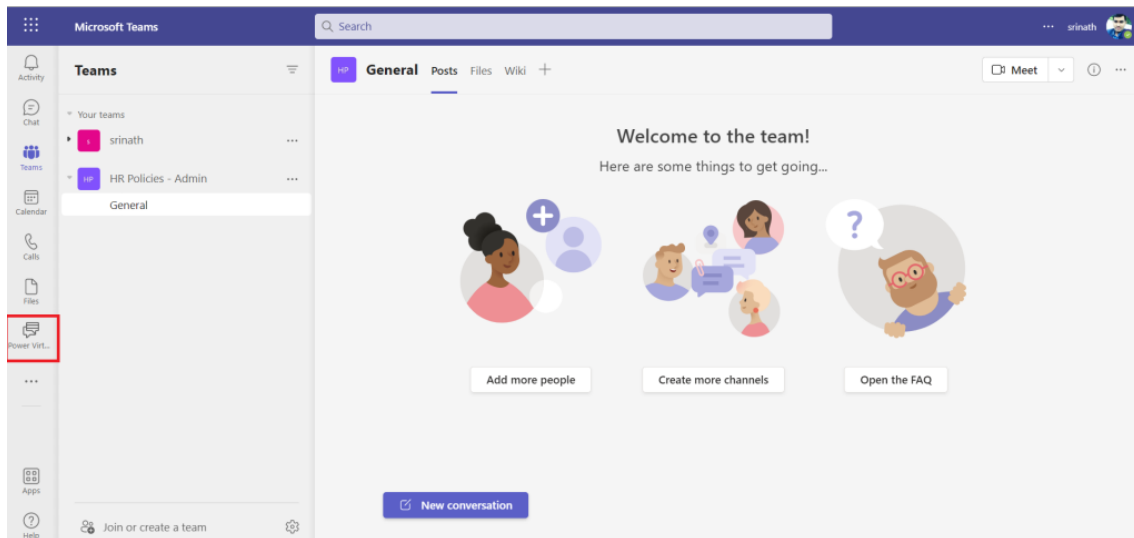 Microsoft Teams
Search
srinath
Activity
Chat
Teams
Calendar
Calls
Files
Power Virt...
Apps
Help
Teams
Your teams
s srinath
HP HR Policies - Admin
General
Join or create a team
HP General Posts Files Wiki
Meet
Welcome to the team!
Here are some things to get going...
?
Add more people Create more channels Open the FAQ
New conversation